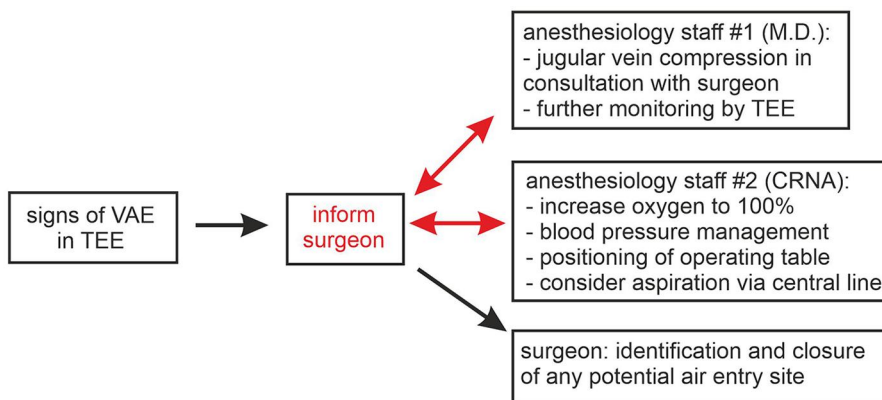 signs of VAE
in TEE
inform
surgeon
anesthesiology staff #1 (M.D.):
- jugular vein compression in
consultation with surgeon
- further monitoring by TEE
anesthesiology staff #2 (CRNA):
- increase oxygen to 100%
- blood pressure management
- positioning of operating table
- consider aspiration via central line
surgeon: identification and closure
of any potential air entry site